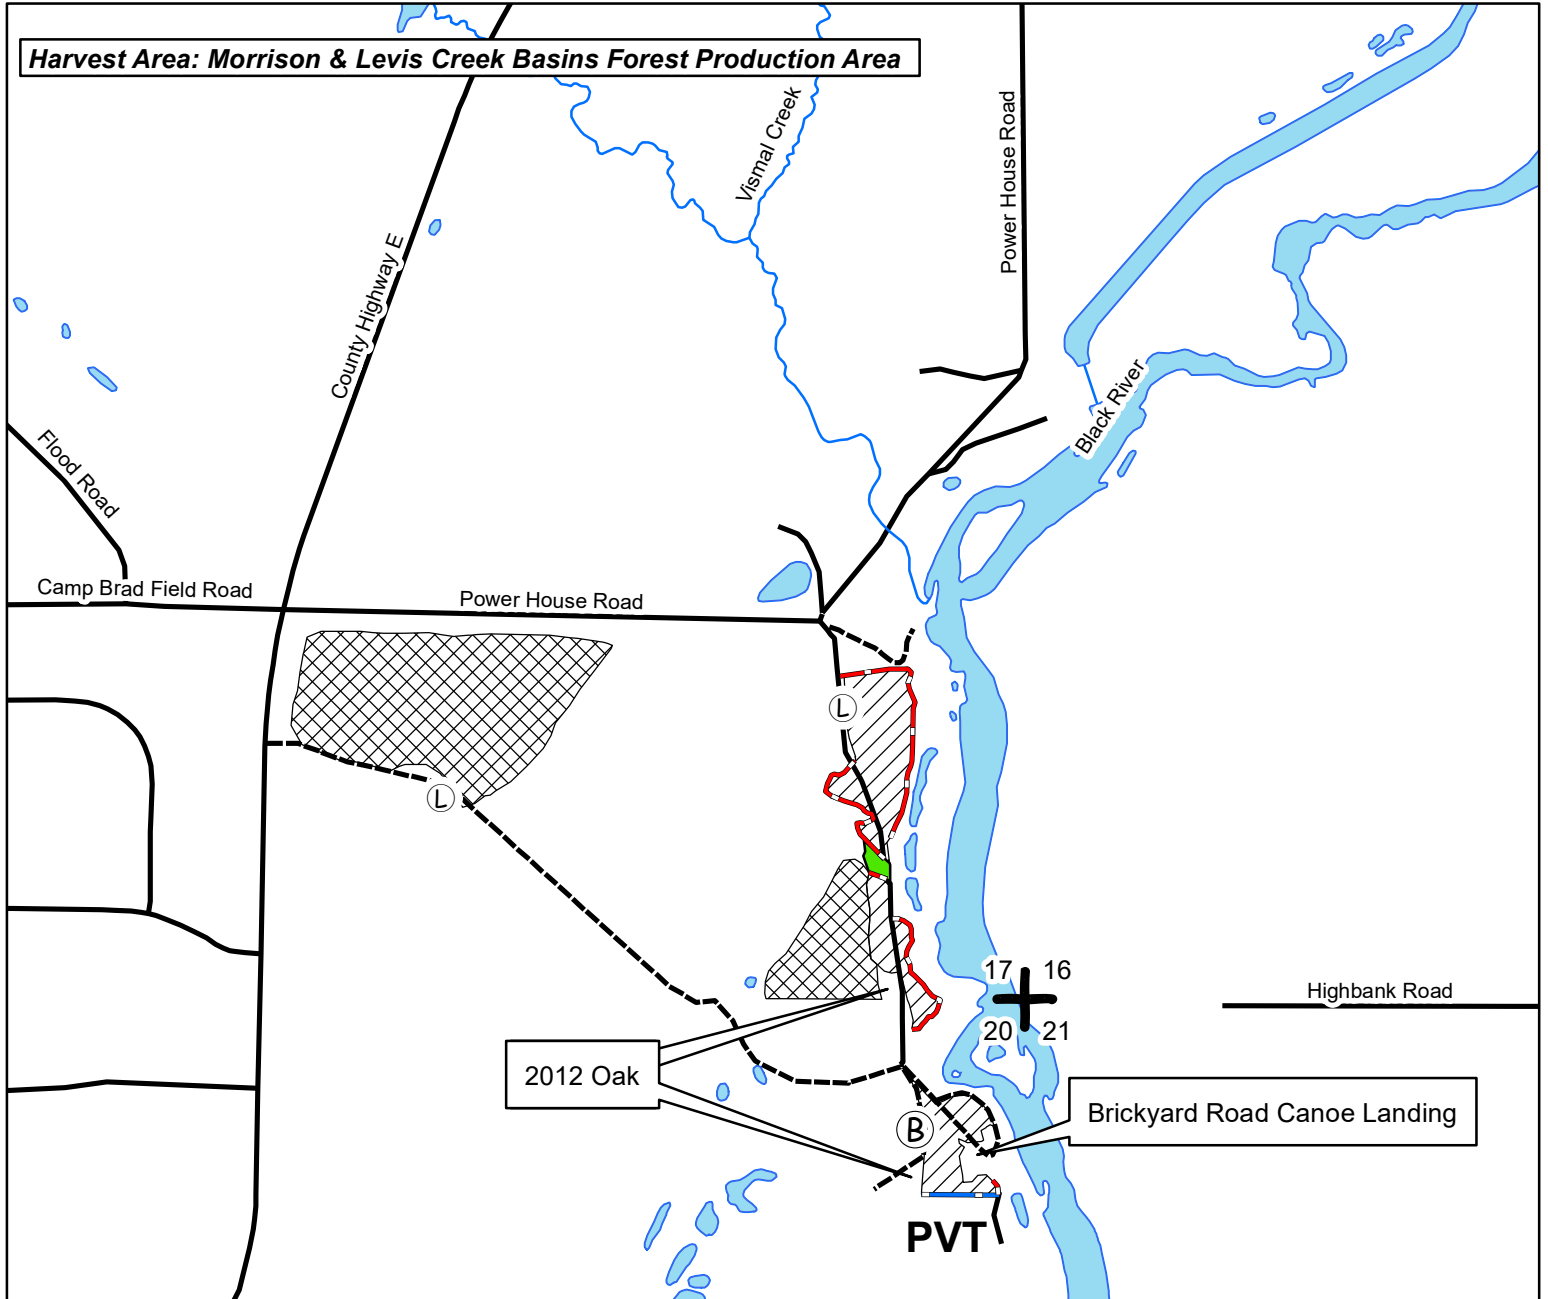 Harvest Area: Morrison & Levis Creek Basins Forest Production Area
Vismal Creek
Power House Road
County Highway E
Black River
Flood Road
Camp Brad Field Road
Power House Road
L
L
17 16
20 21
Highbank Road
2012 Oak
Brickyard Road Canoe Landing
B
PVT